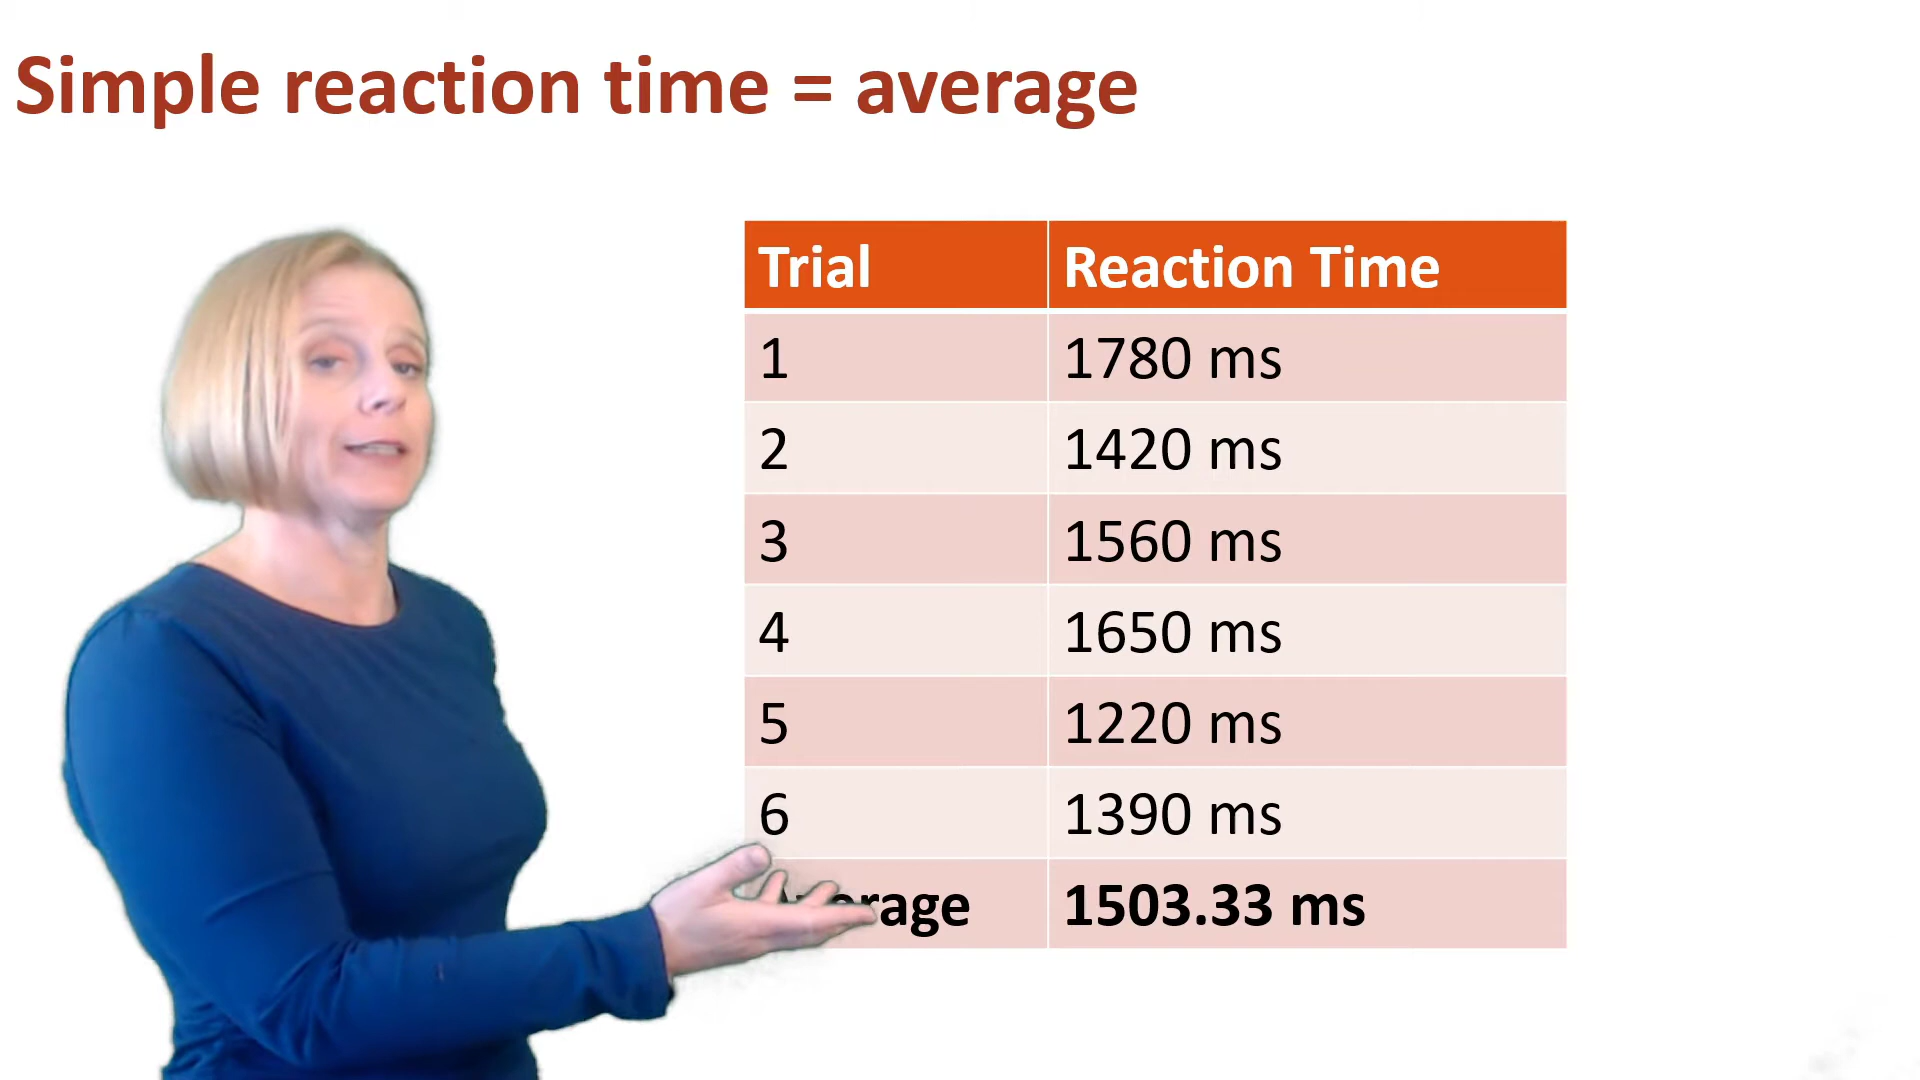 Simple reaction time = average
Trial Reaction Time
1 1780 ms
2 1420 ms
3 1560 ms
4 1650 ms
5 1220 ms
6 1390 ms
Average 1503.33 ms